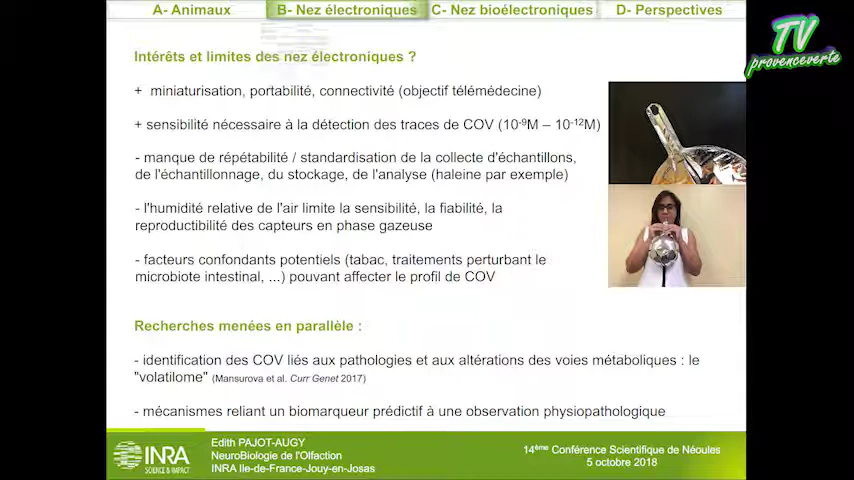 A- Animaux
B- Nez électroniques
C- Nez bioélectroniques
D- Perspectives
TV
provenceverte
Intérêts et limites des nez électroniques ?
+ miniaturisation, portabilité, connectivité (objectif télémédecine)
+ sensibilité nécessaire à la détection des traces de COV (10⁻⁹M – 10⁻¹²M)
- manque de répétabilité / standardisation de la collecte d'échantillons,
de l'échantillonnage, du stockage, de l'analyse (haleine par exemple)
- l'humidité relative de l'air limite la sensibilité, la fiabilité, la
reproductibilité des capteurs en phase gazeuse
- facteurs confondants potentiels (tabac, traitements perturbant le
microbiote intestinal, ...) pouvant affecter le profil de COV
Recherches menées en parallèle :
- identification des COV liés aux pathologies et aux altérations des voies métaboliques : le
"volatilome" (Mansurova et al. Curr Genet 2017)
- mécanismes reliant un biomarqueur prédictif à une observation physiopathologique
INRA
SCIENCE & IMPACT
Edith PAJOT-AUGY
NeuroBiologie de l'Olfaction
INRA Ile-de-France-Jouy-en-Josas
14ème Conférence Scientifique de Néoules
5 octobre 2018